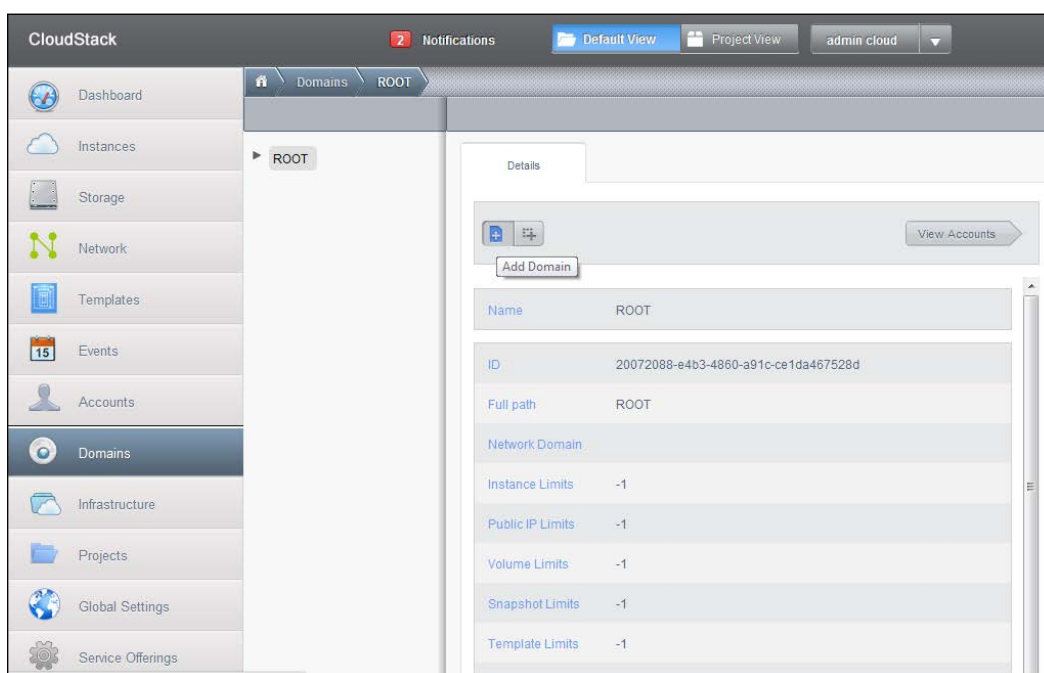 CloudStack
2 Notifications
Default View
Project View
admin cloud
Domains
ROOT
Dashboard
Instances
Storage
Network
Templates
15
Events
Accounts
Domains
Infrastructure
Projects
Global Settings
Service Offerings
ROOT
Details
View Accounts
Add Domain
Name ROOT
ID 20072088-e4b3-4860-a91c-ce1da467528d
Full path ROOT
Network Domain
Instance Limits -1
Public IP Limits -1
Volume Limits -1
Snapshot Limits -1
Template Limits -1